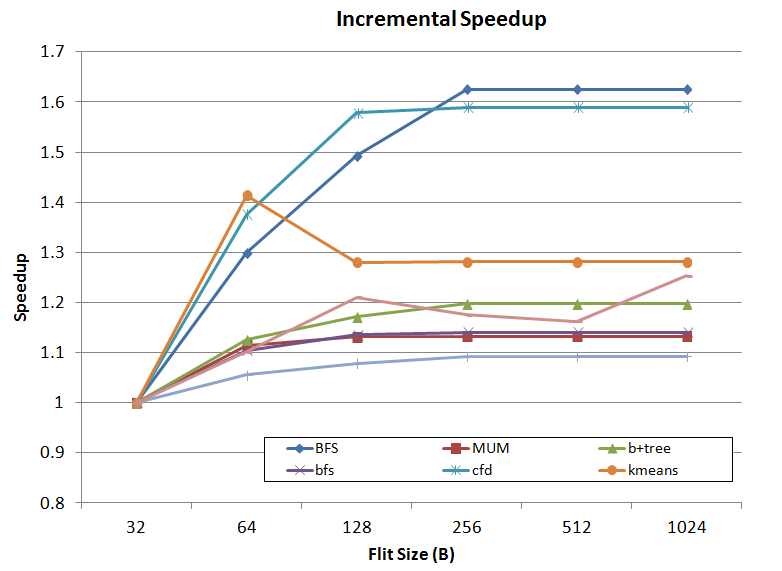 Incremental Speedup
1.7
1.6
1.5
1.4
1.3
1.2
1.1
1
0.9
0.8
Speedup
BFS MUM b+tree
bfs cfd kmeans
32 64 128 256 512 1024
Flit Size (B)